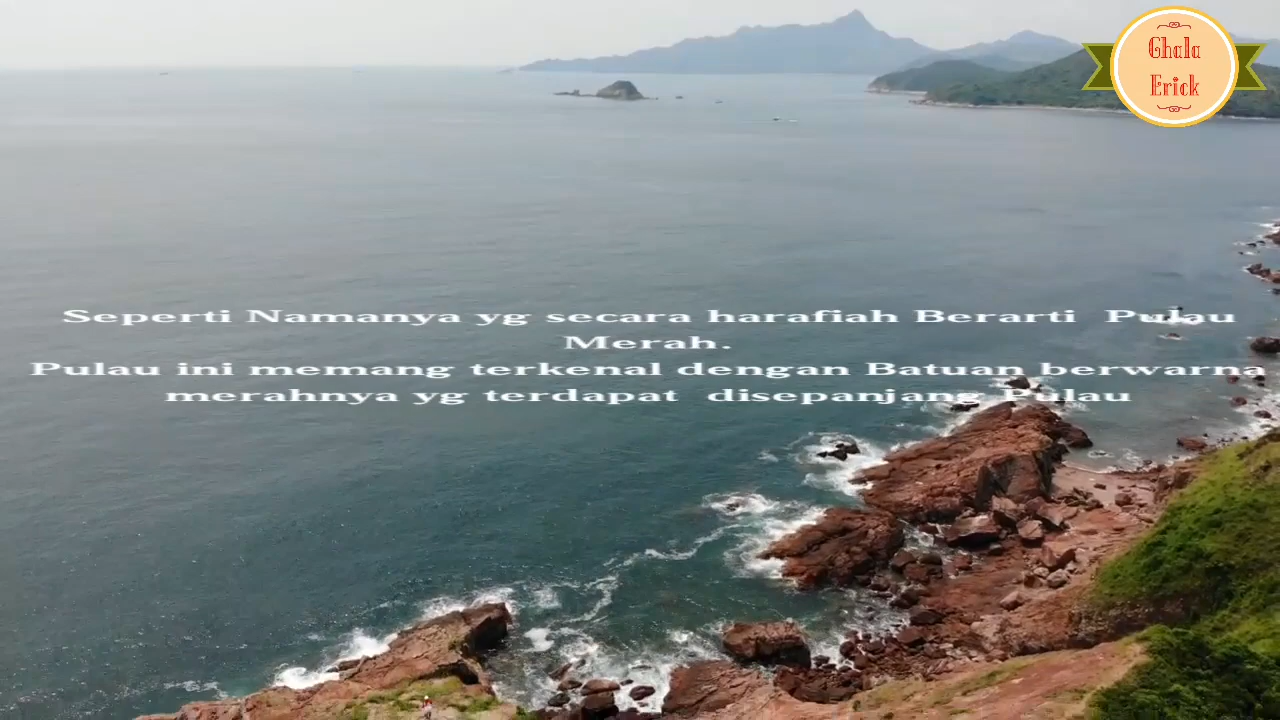 Ghala
Erick
Seperti Namanya yg secara harafiah Berarti Pulau
Merah.
Pulau ini memang terkenal dengan Batuan berwarna
merahnya yg terdapat disepanjang Pulau